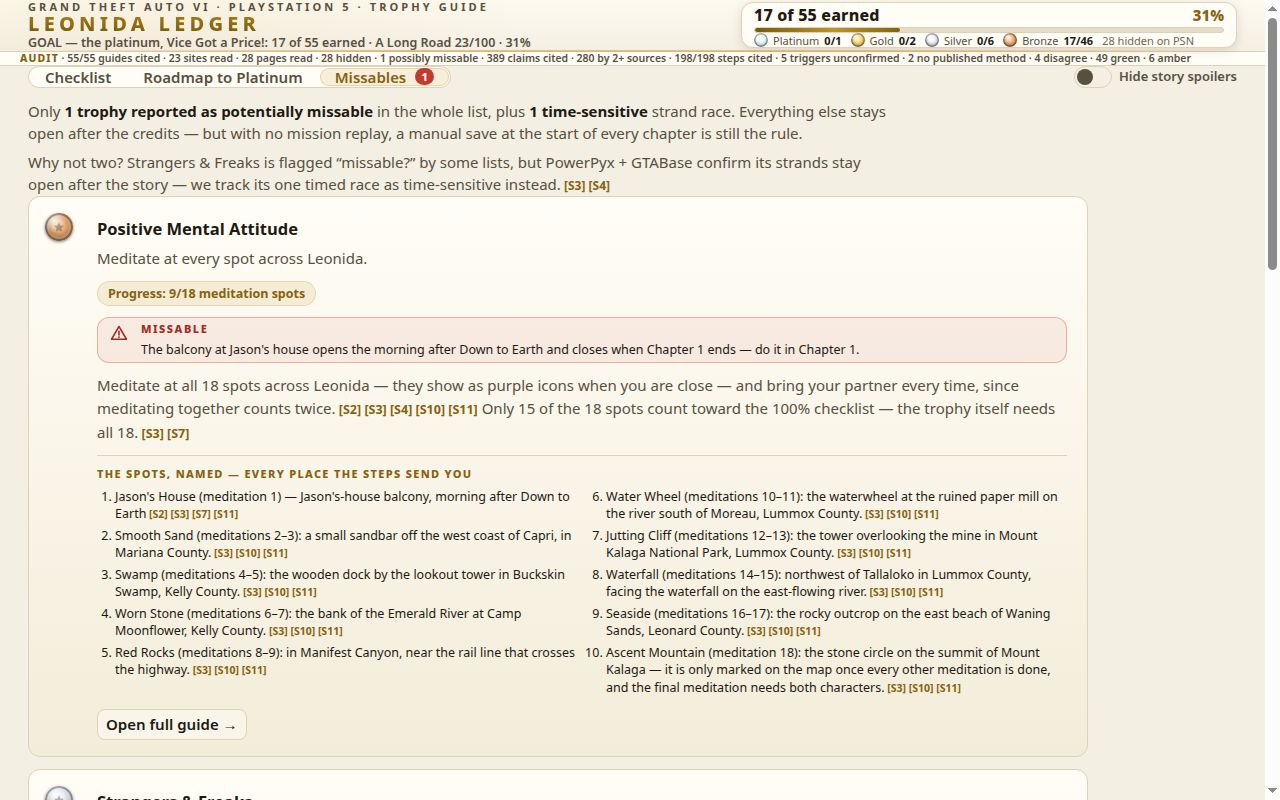 GRAND THEFT AUTO VI · PLAYSTATION 5 · TROPHY GUIDE
LEONIDA LEDGER
GOAL — the platinum, Vice Got a Price!: 17 of 55 earned · A Long Road 23/100 · 31%
17 of 55 earned 31%
Platinum 0/1 Gold 0/2 Silver 0/6 Bronze 17/46 28 hidden on PSN
AUDIT · 55/55 guides cited · 23 sites read · 28 pages read · 28 hidden · 1 possibly missable · 389 claims cited · 280 by 2+ sources · 198/198 steps cited · 5 triggers unconfirmed · 2 no published method · 4 disagree · 49 green · 6 amber
Checklist Roadmap to Platinum Missables 1 Hide story spoilers
Only 1 trophy reported as potentially missable in the whole list, plus 1 time-sensitive strand race. Everything else stays
open after the credits — but with no mission replay, a manual save at the start of every chapter is still the rule.
Why not two? Strangers & Freaks is flagged “missable?” by some lists, but PowerPyx + GTABase confirm its strands stay
open after the story — we track its one timed race as time-sensitive instead. [S3] [S4]
Positive Mental Attitude
Meditate at every spot across Leonida.
Progress: 9/18 meditation spots
MISSABLE
The balcony at Jason's house opens the morning after Down to Earth and closes when Chapter 1 ends — do it in Chapter 1.
Meditate at all 18 spots across Leonida — they show as purple icons when you are close — and bring your partner every time, since
meditating together counts twice. [S2] [S3] [S4] [S10] [S11] Only 15 of the 18 spots count toward the 100% checklist — the trophy itself needs
all 18. [S3] [S7]
THE SPOTS, NAMED — EVERY PLACE THE STEPS SEND YOU
1. Jason's House (meditation 1) — Jason's-house balcony, morning after Down to
Earth [S2] [S3] [S7] [S11]
2. Smooth Sand (meditations 2–3): a small sandbar off the west coast of Capri, in
Mariana County. [S3] [S10] [S11]
3. Swamp (meditations 4–5): the wooden dock by the lookout tower in Buckskin
Swamp, Kelly County. [S3] [S10] [S11]
4. Worn Stone (meditations 6–7): the bank of the Emerald River at Camp
Moonflower, Kelly County. [S3] [S10] [S11]
5. Red Rocks (meditations 8–9): in Manifest Canyon, near the rail line that crosses
the highway. [S3] [S10] [S11]
6. Water Wheel (meditations 10–11): the waterwheel at the ruined paper mill on
the river south of Moreau, Lummox County. [S3] [S10] [S11]
7. Jutting Cliff (meditations 12–13): the tower overlooking the mine in Mount
Kalaga National Park, Lummox County. [S3] [S10] [S11]
8. Waterfall (meditations 14–15): northwest of Tallaloko in Lummox County,
facing the waterfall on the east-flowing river. [S3] [S10] [S11]
9. Seaside (meditations 16–17): the rocky outcrop on the east beach of Waning
Sands, Leonard County. [S3] [S10] [S11]
10. Ascent Mountain (meditation 18): the stone circle on the summit of Mount
Kalaga — it is only marked on the map once every other meditation is done,
and the final meditation needs both characters. [S3] [S10] [S11]
Open full guide →
Strangers & Freaks